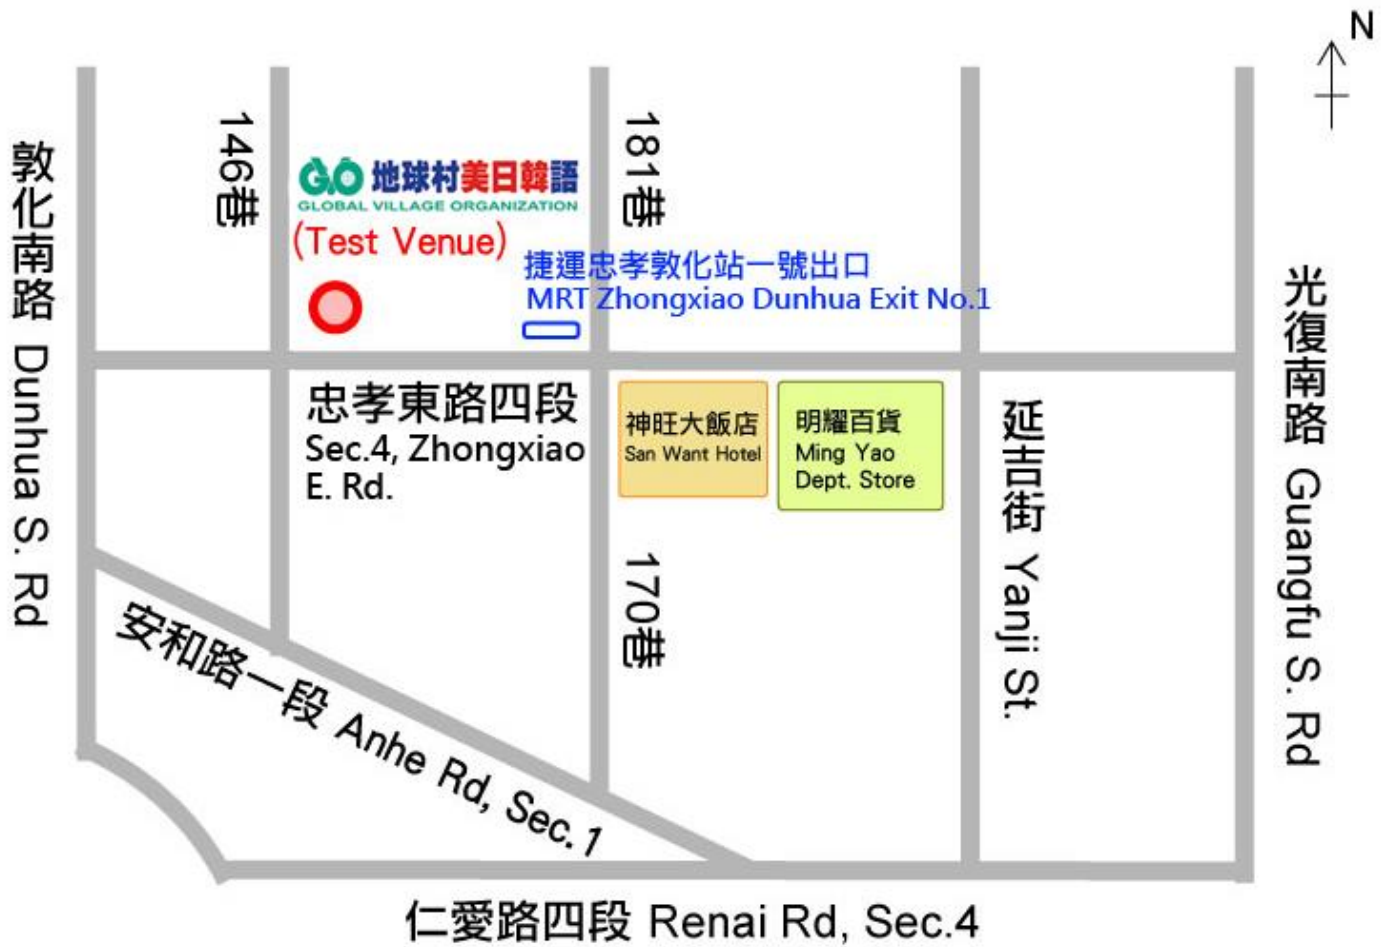 N
敦化南路 Dunhua S. Rd
146巷
GO 地球村美日韓語
GLOBAL VILLAGE ORGANIZATION
(Test Venue)
181巷
捷運忠孝敦化站一號出口
MRT Zhongxiao Dunhua Exit No.1
光復南路 Guangfu S. Rd
忠孝東路四段
Sec.4, Zhongxiao
E. Rd.
神旺大飯店
San Want Hotel
明耀百貨
Ming Yao
Dept. Store
延吉街 Yanji St.
170巷
安和路一段 Anhe Rd, Sec.1
仁愛路四段 Renai Rd, Sec.4